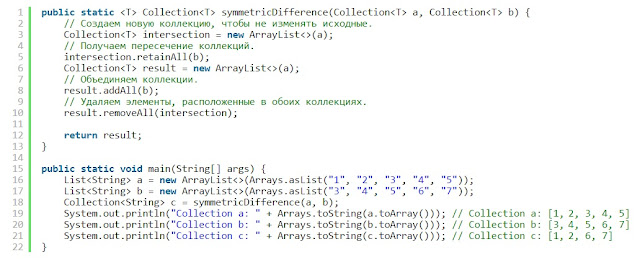 1 public static <T> Collection<T> symmetricDifference(Collection<T> a, Collection<T> b) {
2 // Создаем новую коллекцию, чтобы не изменять исходные.
3 Collection<T> intersection = new ArrayList<>(a);
4 // Получаем пересечение коллекций.
5 intersection.retainAll(b);
6 Collection<T> result = new ArrayList<>(a);
7 // Объединяем коллекции.
8 result.addAll(b);
9 // Удаляем элементы, расположенные в обоих коллекциях.
10 result.removeAll(intersection);
11
12 return result;
13 }
14
15 public static void main(String[] args) {
16 List<String> a = new ArrayList<>(Arrays.asList("1", "2", "3", "4", "5"));
17 List<String> b = new ArrayList<>(Arrays.asList("3", "4", "5", "6", "7"));
18 Collection<String> c = symmetricDifference(a, b);
19 System.out.println("Collection a: " + Arrays.toString(a.toArray())); // Collection a: [1, 2, 3, 4, 5]
20 System.out.println("Collection b: " + Arrays.toString(b.toArray())); // Collection b: [3, 4, 5, 6, 7]
21 System.out.println("Collection c: " + Arrays.toString(c.toArray())); // Collection c: [1, 2, 6, 7]
22 }